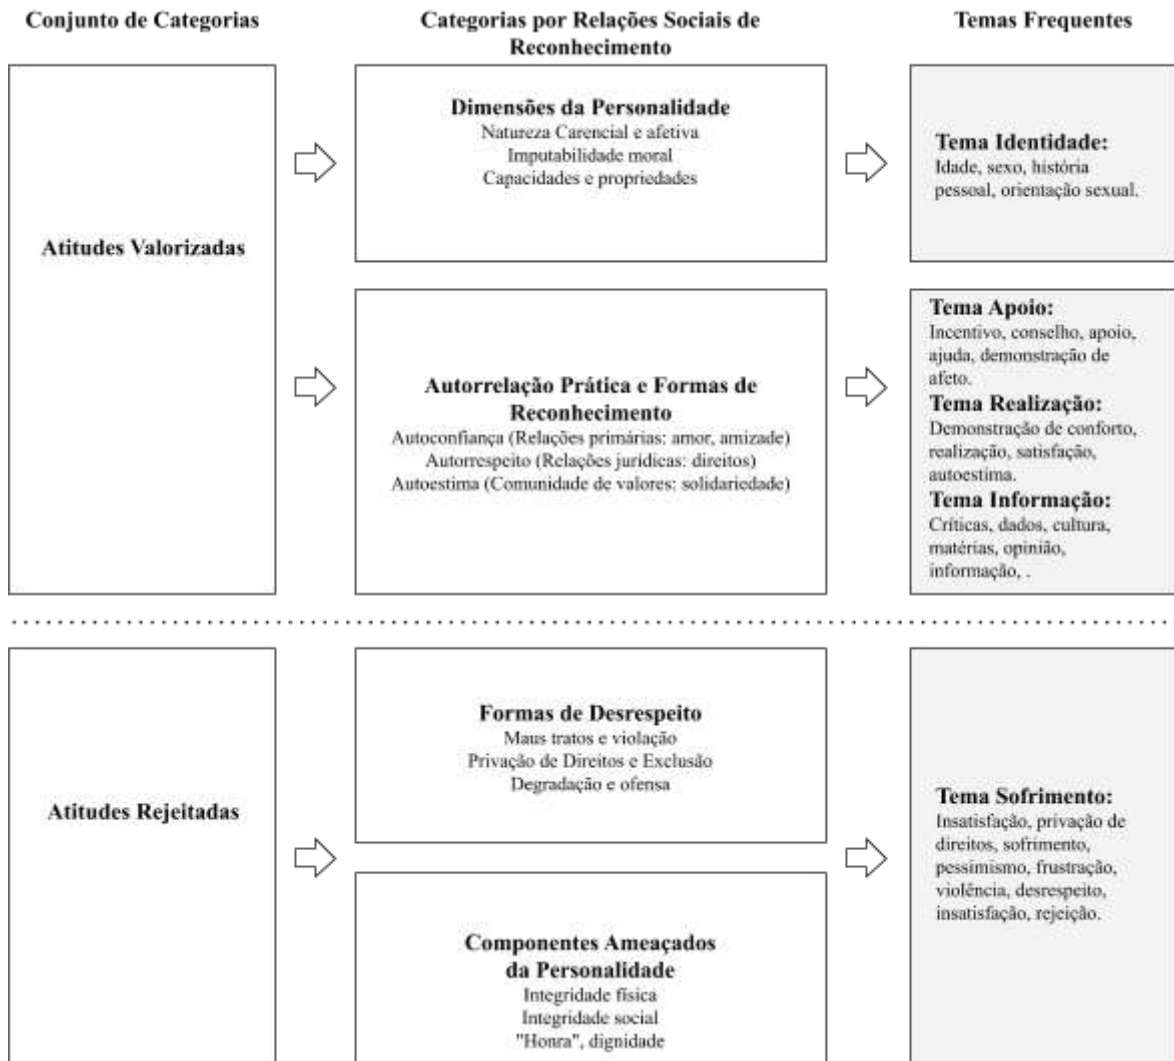 Conjunto de Categorias
Categorias por Relações Sociais de
Reconhecimento
Temas Frequentes
Atitudes Valorizadas
Dimensões da Personalidade
Natureza Carencial e afetiva
Imputabilidade moral
Capacidades e propriedades
Tema Identidade:
Idade, sexo, história
pessoal, orientação sexual.
Autorrelação Prática e Formas de
Reconhecimento
Autoconfiança (Relações primárias: amor, amizade)
Autorrespeito (Relações jurídicas: direitos)
Autoestima (Comunidade de valores: solidariedade)
Tema Apoio:
Incentivo, conselho, apoio,
ajuda, demonstração de
afeto.
Tema Realização:
Demonstração de conforto,
realização, satisfação,
autoestima.
Tema Informação:
Críticas, dados, cultura,
matérias, opinião,
informação, .
Atitudes Rejeitadas
Formas de Desrespeito
Maus tratos e violação
Privação de Direitos e Exclusão
Degradação e ofensa
Componentes Ameaçados
da Personalidade
Integridade física
Integridade social
"Honra", dignidade
Tema Sofrimento:
Insatisfação, privação de
direitos, sofrimento,
pessimismo, frustração,
violência, desrespeito,
insatisfação, rejeição.